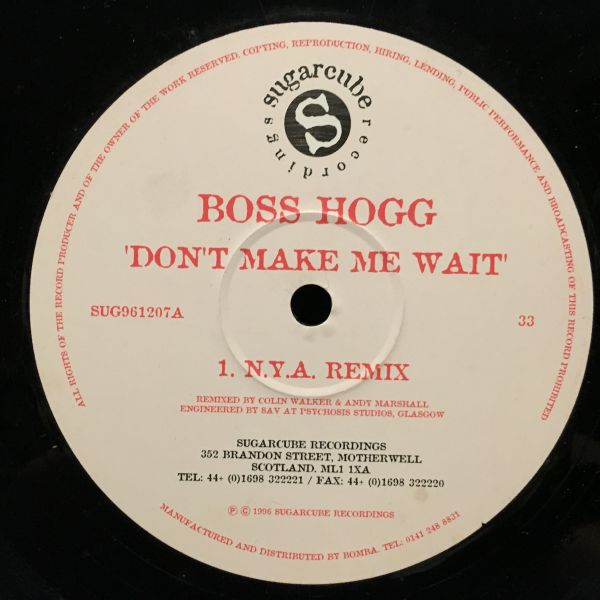 ALL RIGHTS OF THE RECORD PRODUCER AND OF THE OWNER OF THE WORK RESERVED. COPYING, REPRODUCTION, HIRING, LENDING, PUBLIC PERFORMANCE AND BROADCASTING OF THIS RECORD PROHIBITED
sugarcube
S
recordings
BOSS HOGG
'DON'T MAKE ME WAIT'
SUG961207A
33
1. N.Y.A. REMIX
REMIXED BY COLIN WALKER & ANDY MARSHALL
ENGINEERED BY SAV AT PSYCHOSIS STUDIOS, GLASGOW
SUGARCUBE RECORDINGS
352 BRANDON STREET, MOTHERWELL
SCOTLAND. ML1 1XA
TEL: 44+ (0)1698 322221 / FAX: 44+ (0)1698 322220
℗ © 1996 SUGARCUBE RECORDINGS
MANUFACTURED AND DISTRIBUTED BY BOMBA. TEL: 0141 248 8831